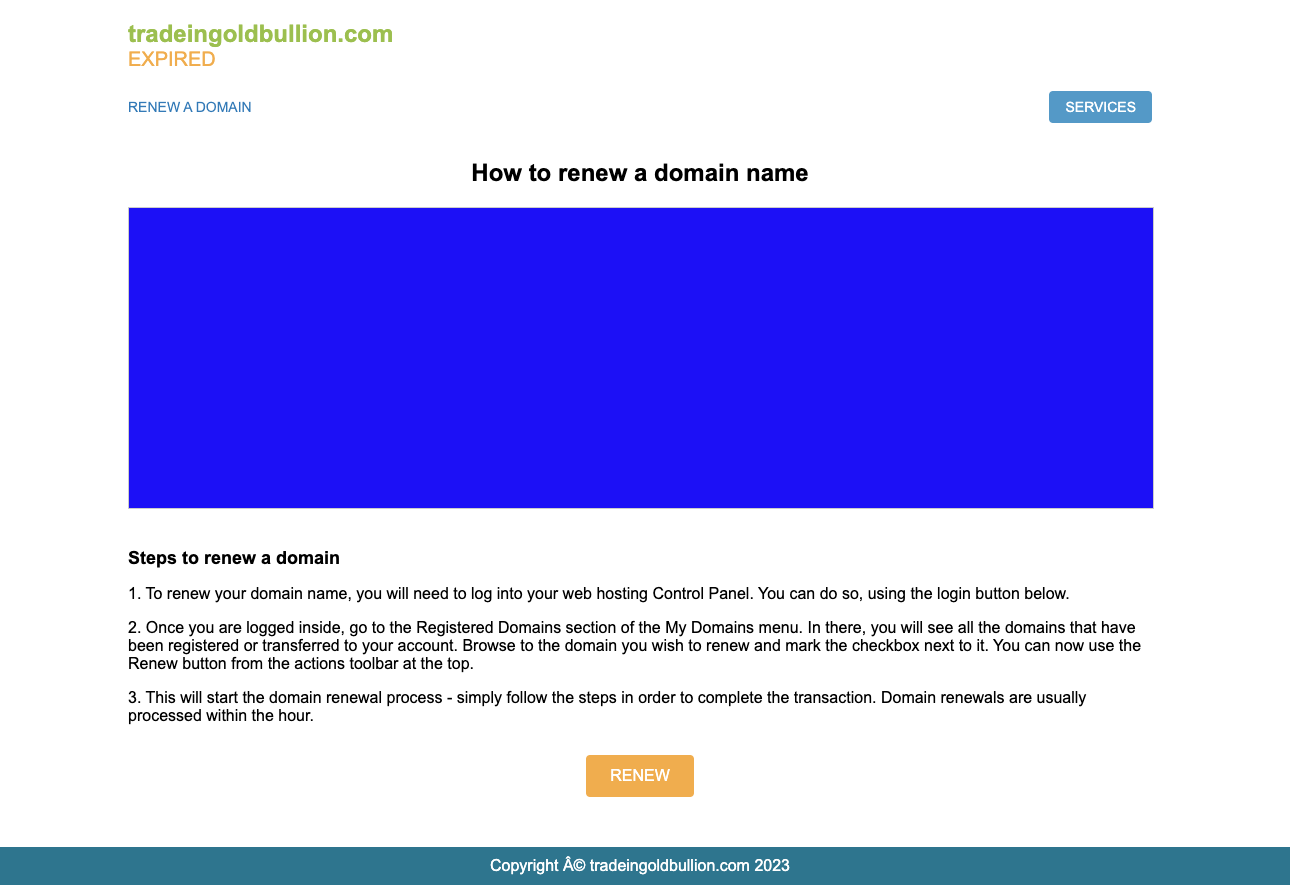 tradeingoldbullion.com
EXPIRED
RENEW A DOMAIN
SERVICES
How to renew a domain name
Steps to renew a domain
1. To renew your domain name, you will need to log into your web hosting Control Panel. You can do so, using the login button below.
2. Once you are logged inside, go to the Registered Domains section of the My Domains menu. In there, you will see all the domains that have
been registered or transferred to your account. Browse to the domain you wish to renew and mark the checkbox next to it. You can now use the
Renew button from the actions toolbar at the top.
3. This will start the domain renewal process - simply follow the steps in order to complete the transaction. Domain renewals are usually
processed within the hour.
RENEW
Copyright Â© tradeingoldbullion.com 2023